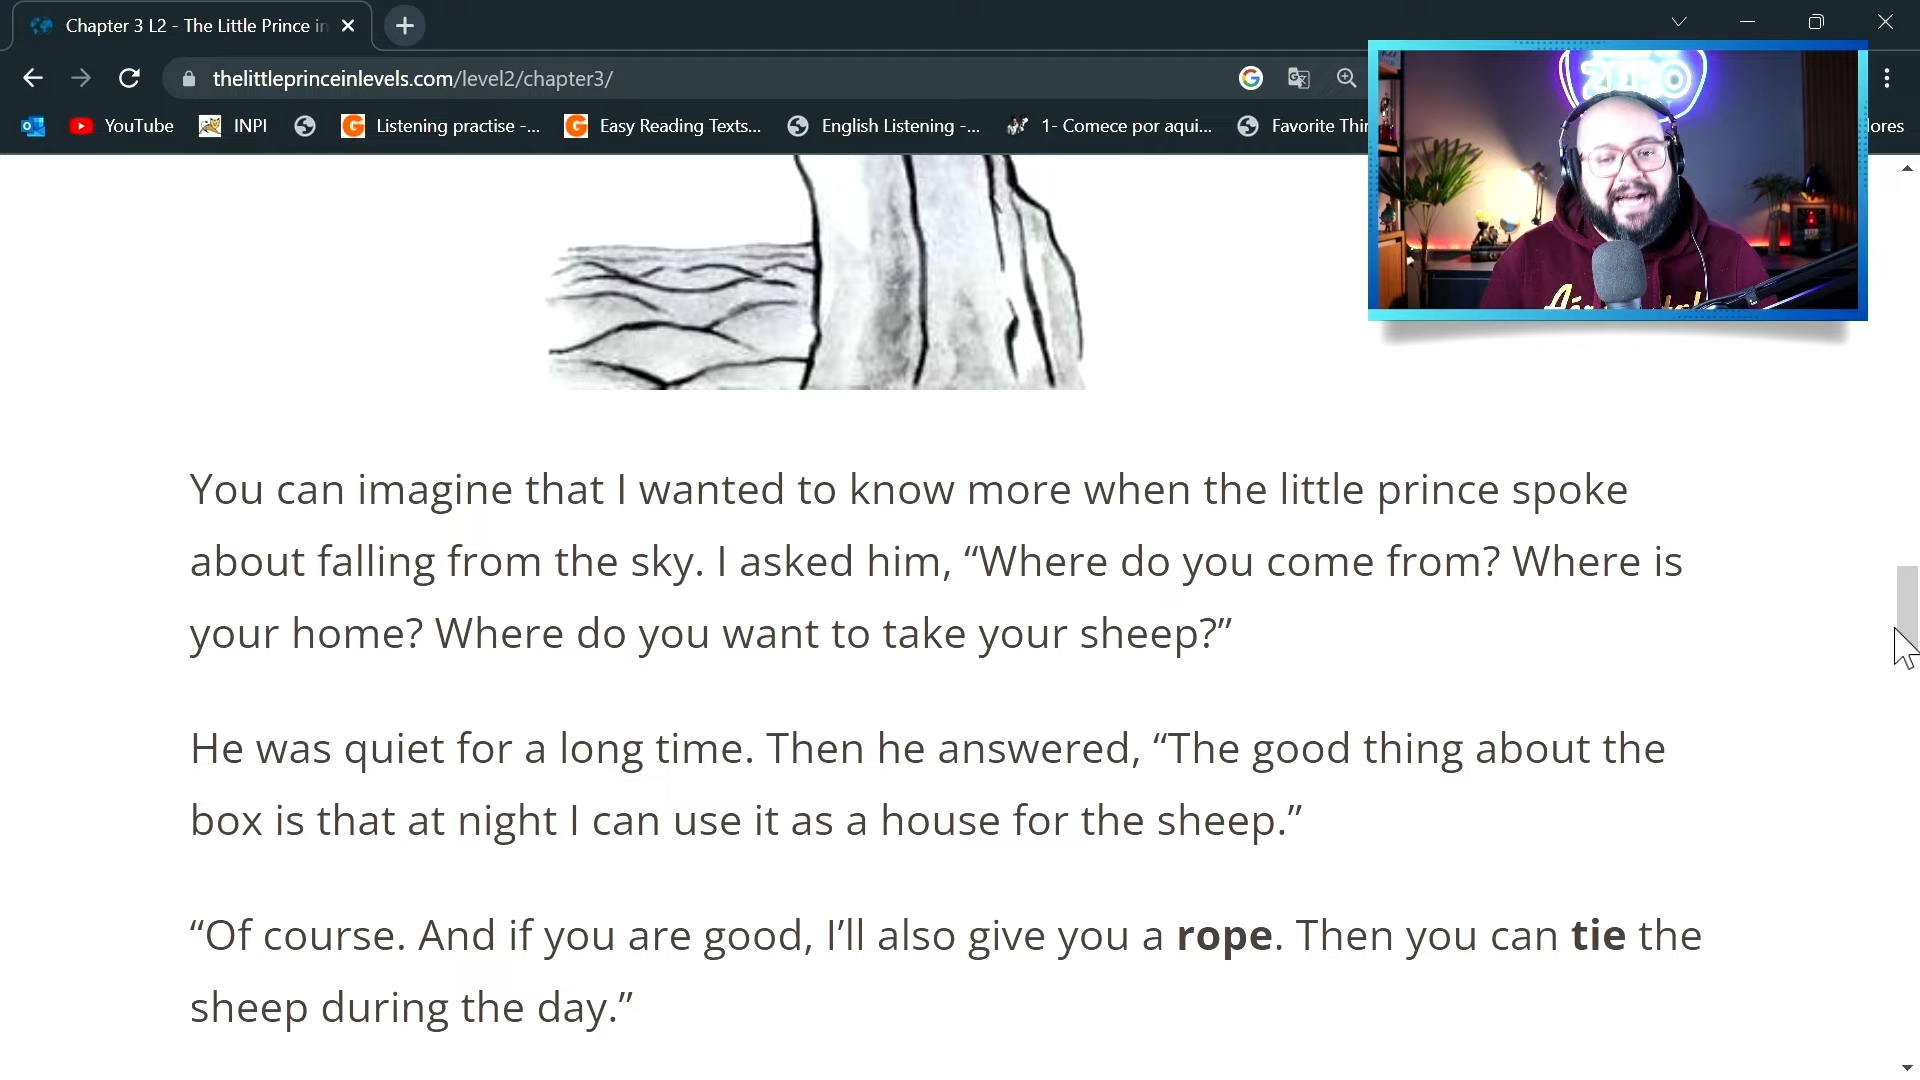 Chapter 3 L2 - The Little Prince in
thelittleprinceinlevels.com/level2/chapter3/
YouTube INPI Listening practise -... Easy Reading Texts... English Listening -... 1- Comece por aqui... Favorite Thin
You can imagine that I wanted to know more when the little prince spoke
about falling from the sky. I asked him, “Where do you come from? Where is
your home? Where do you want to take your sheep?”
He was quiet for a long time. Then he answered, “The good thing about the
box is that at night I can use it as a house for the sheep.”
“Of course. And if you are good, I’ll also give you a rope. Then you can tie the
sheep during the day.”